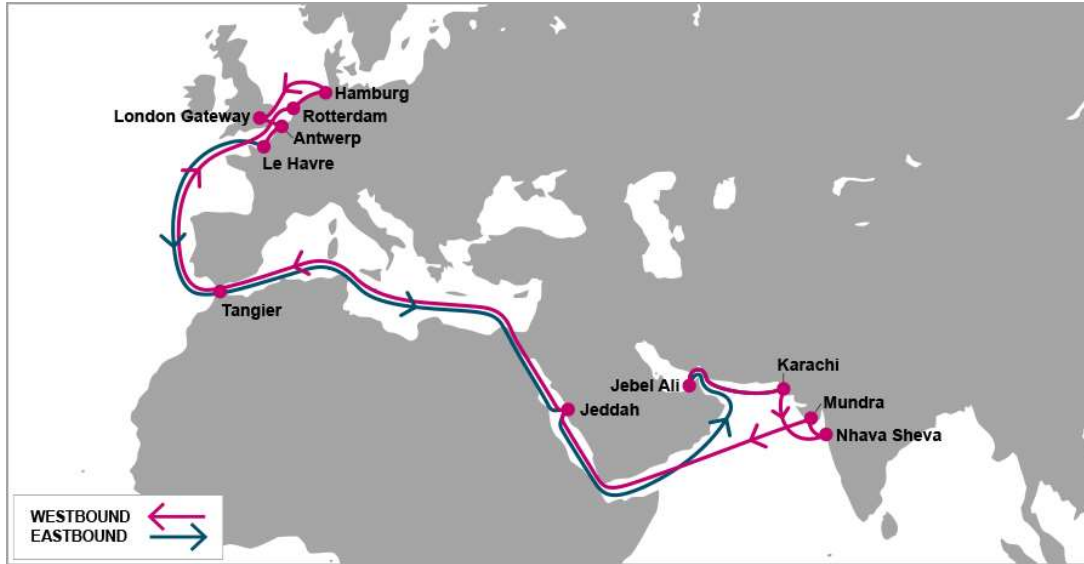 Hamburg
London Gateway
Rotterdam
Antwerp
Le Havre
Tangier
Karachi
Jebel Ali
Mundra
Jeddah
Nhava Sheva
WESTBOUND
EASTBOUND